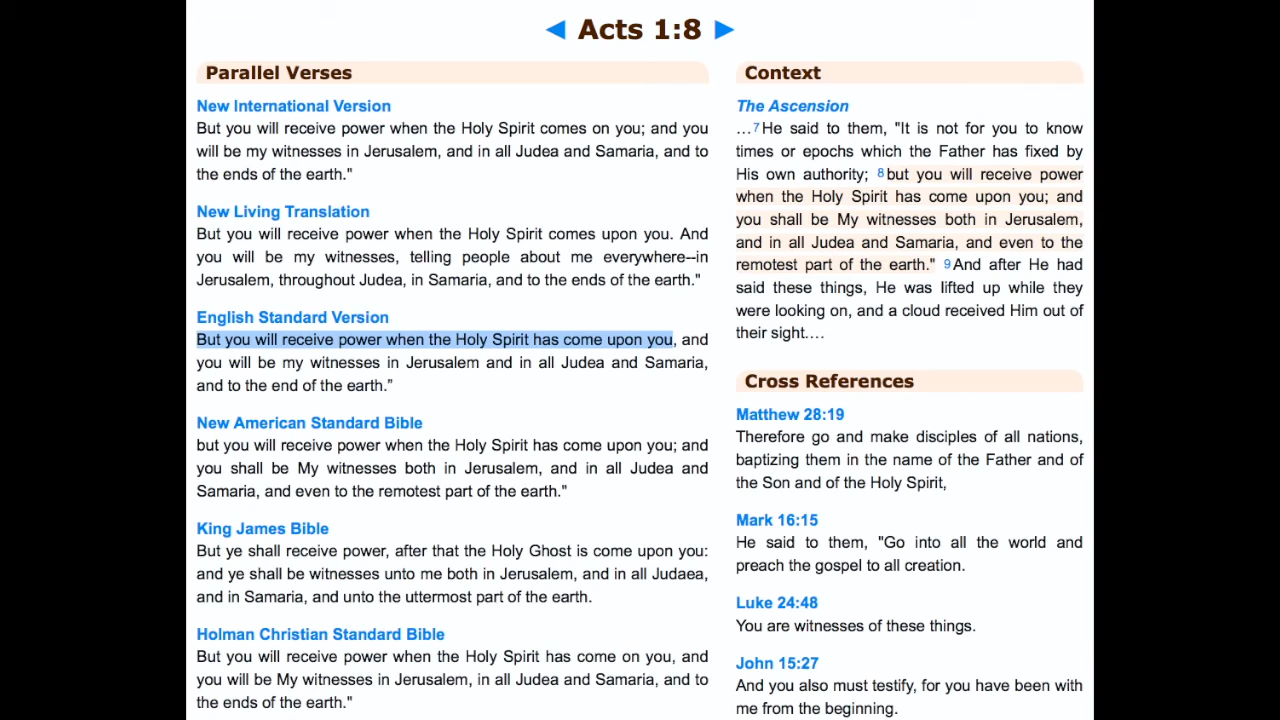 ◄ Acts 1:8 ►
Parallel Verses
New International Version
But you will receive power when the Holy Spirit comes on you; and you
will be my witnesses in Jerusalem, and in all Judea and Samaria, and to
the ends of the earth."
New Living Translation
But you will receive power when the Holy Spirit comes upon you. And
you will be my witnesses, telling people about me everywhere--in
Jerusalem, throughout Judea, in Samaria, and to the ends of the earth."
English Standard Version
But you will receive power when the Holy Spirit has come upon you, and
you will be my witnesses in Jerusalem and in all Judea and Samaria,
and to the end of the earth.”
New American Standard Bible
but you will receive power when the Holy Spirit has come upon you; and
you shall be My witnesses both in Jerusalem, and in all Judea and
Samaria, and even to the remotest part of the earth."
King James Bible
But ye shall receive power, after that the Holy Ghost is come upon you:
and ye shall be witnesses unto me both in Jerusalem, and in all Judaea,
and in Samaria, and unto the uttermost part of the earth.
Holman Christian Standard Bible
But you will receive power when the Holy Spirit has come on you, and
you will be My witnesses in Jerusalem, in all Judea and Samaria, and to
the ends of the earth."
Context
The Ascension
…7He said to them, "It is not for you to know
times or epochs which the Father has fixed by
His own authority; 8but you will receive power
when the Holy Spirit has come upon you; and
you shall be My witnesses both in Jerusalem,
and in all Judea and Samaria, and even to the
remotest part of the earth." 9And after He had
said these things, He was lifted up while they
were looking on, and a cloud received Him out of
their sight.…
Cross References
Matthew 28:19
Therefore go and make disciples of all nations,
baptizing them in the name of the Father and of
the Son and of the Holy Spirit,
Mark 16:15
He said to them, "Go into all the world and
preach the gospel to all creation.
Luke 24:48
You are witnesses of these things.
John 15:27
And you also must testify, for you have been with
me from the beginning.